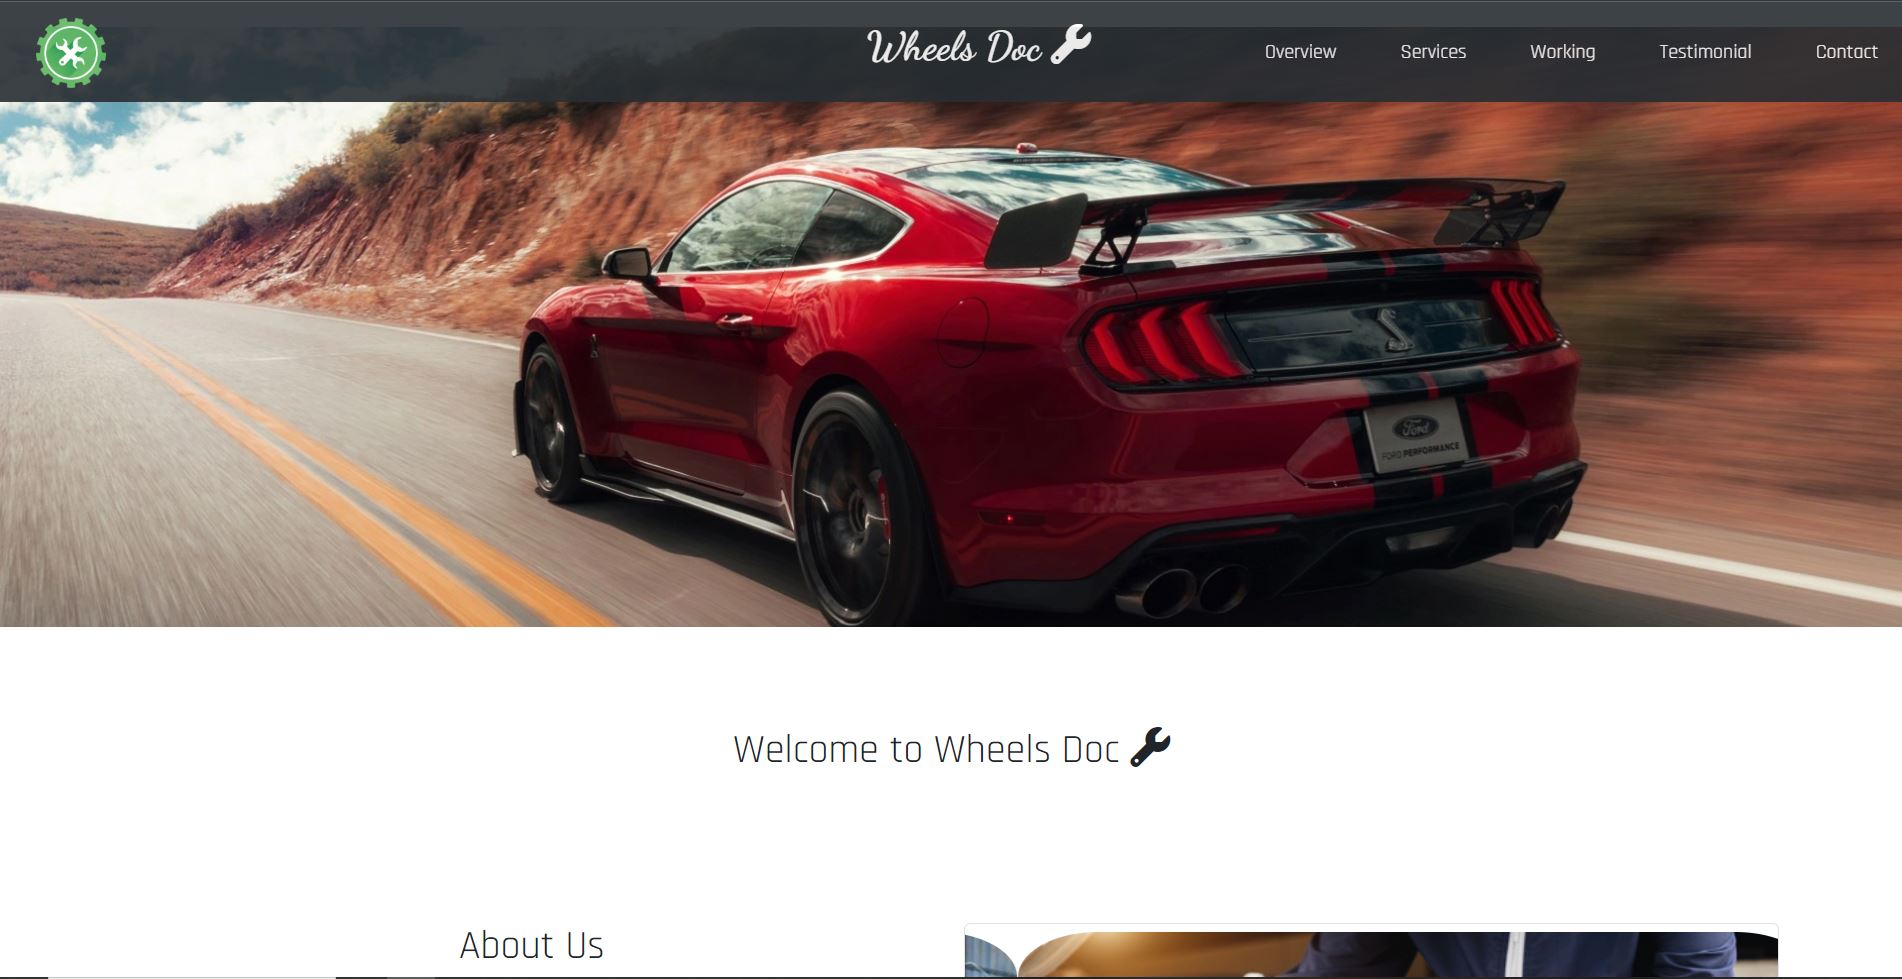 Wheels Doc
Overview Services Working Testimonial Contact
Ford
FORD PERFORMANCE
Welcome to Wheels Doc
About Us